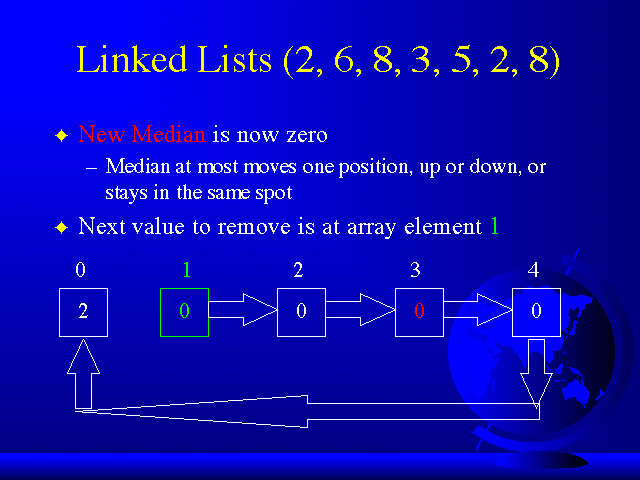 Linked Lists (2, 6, 8, 3, 5, 2, 8)
✦ New Median is now zero
– Median at most moves one position, up or down, or
stays in the same spot
✦ Next value to remove is at array element 1
0 1 2 3 4
2 0 0 0 0